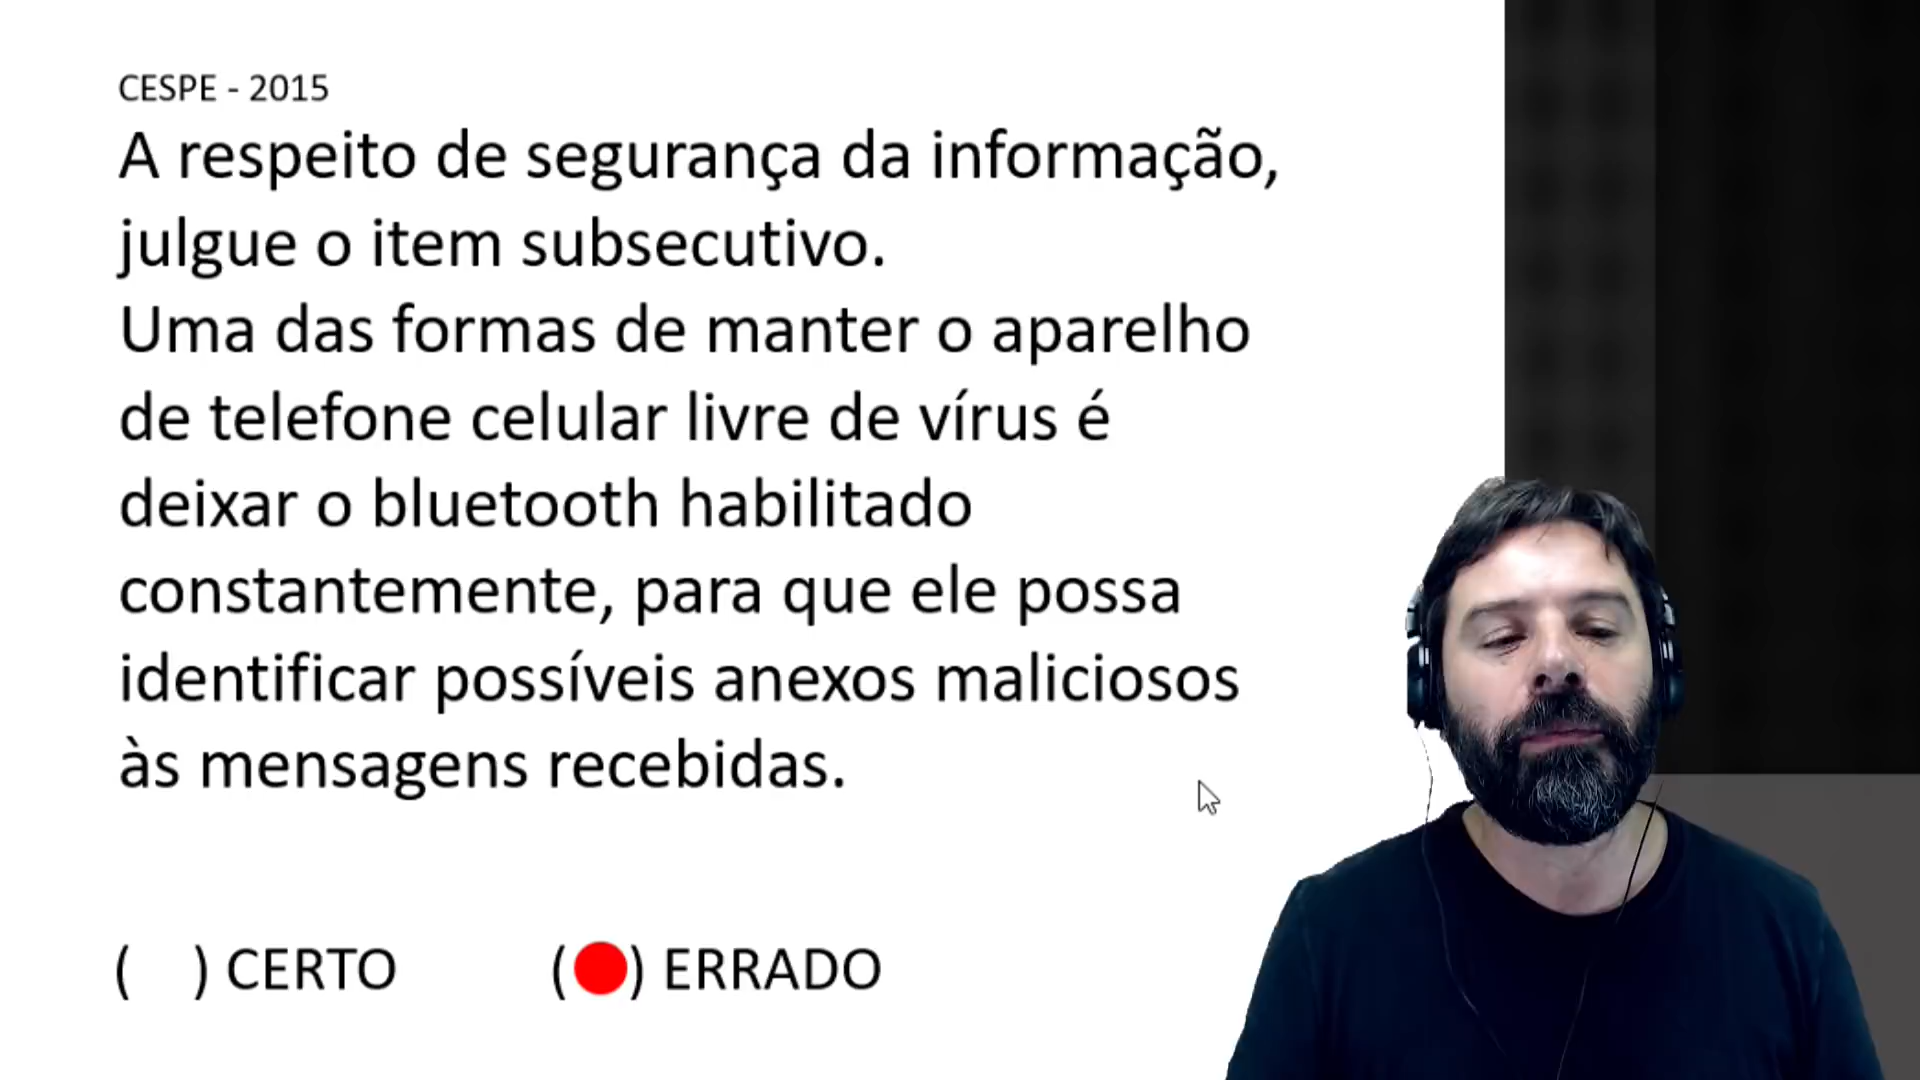 CESPE - 2015
A respeito de segurança da informação,
julgue o item subsecutivo.
Uma das formas de manter o aparelho
de telefone celular livre de vírus é
deixar o bluetooth habilitado
constantemente, para que ele possa
identificar possíveis anexos maliciosos
às mensagens recebidas.
( ) CERTO (●) ERRADO